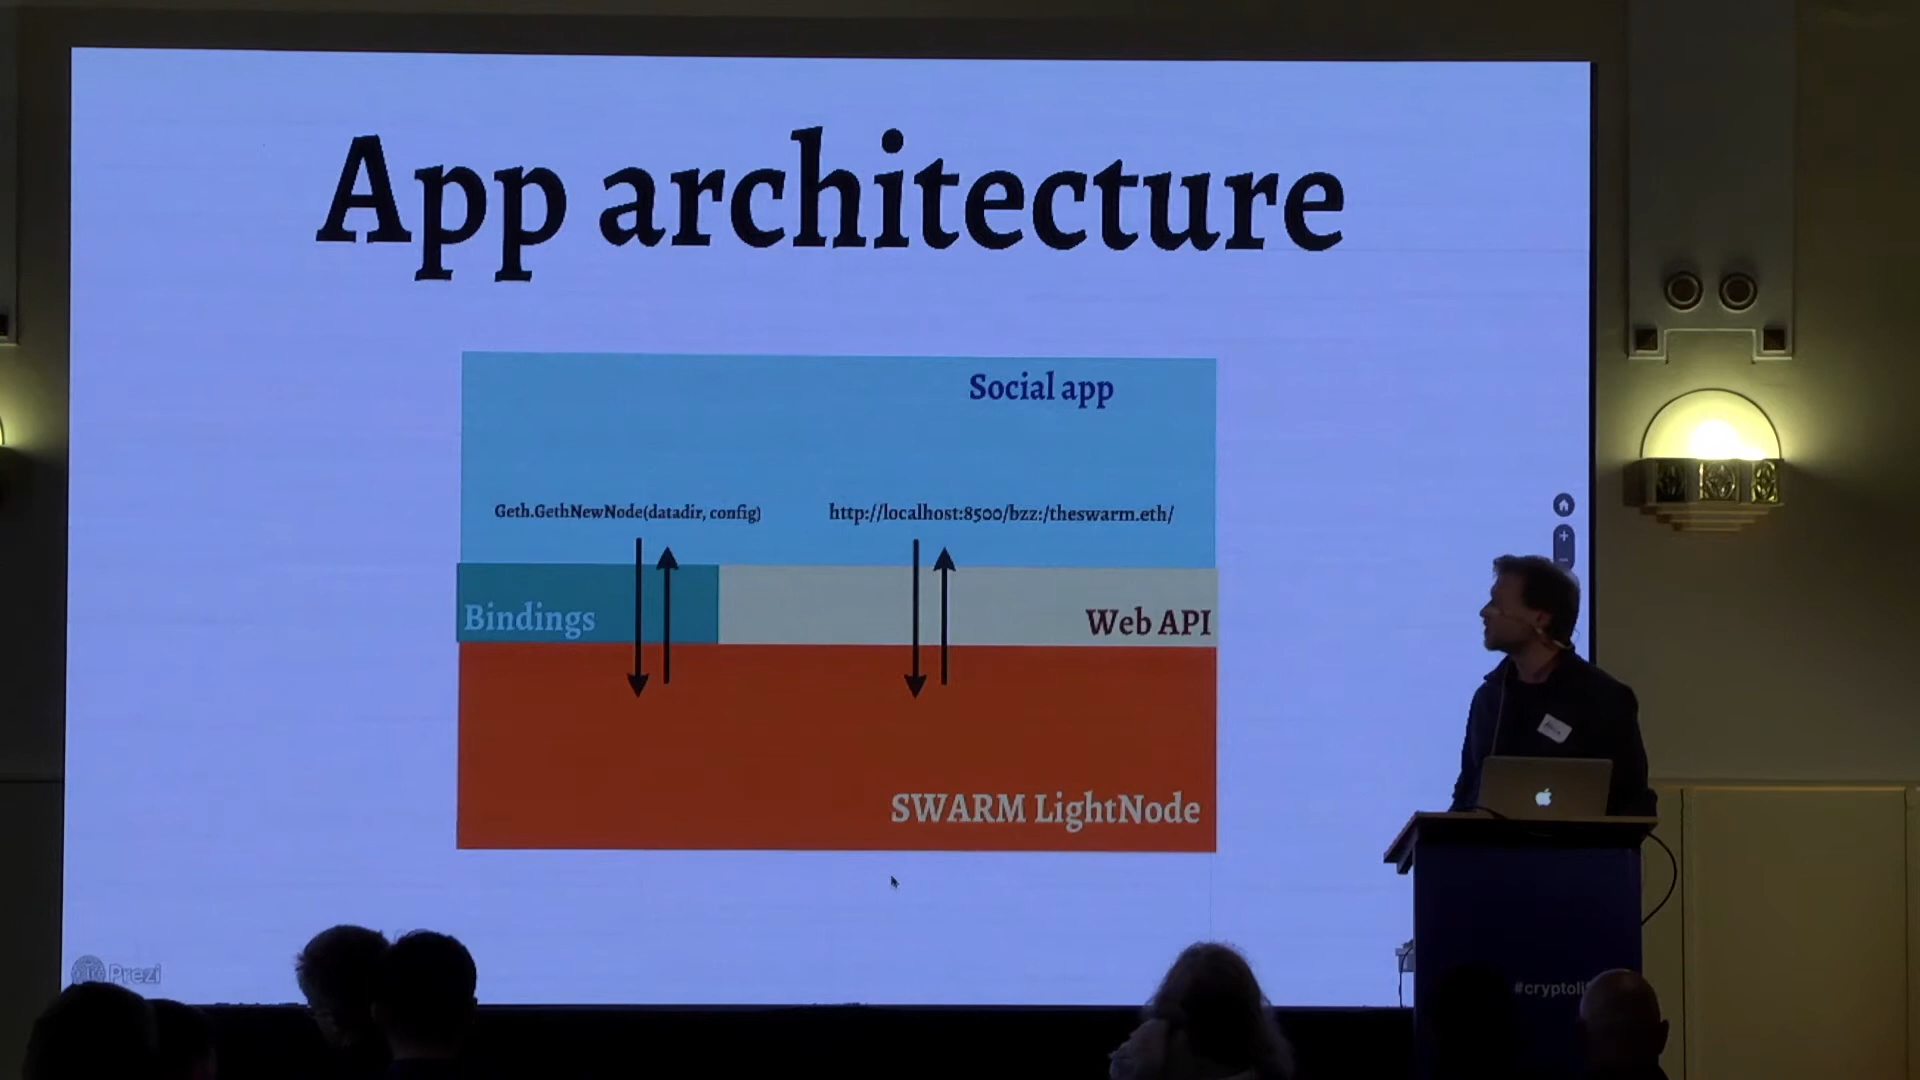 App architecture
Social app
Geth.GethNewNode(datadir, config)
http://localhost:8500/bzz:/theswarm.eth/
Bindings
Web API
SWARM LightNode
Prezi
#cryptoli